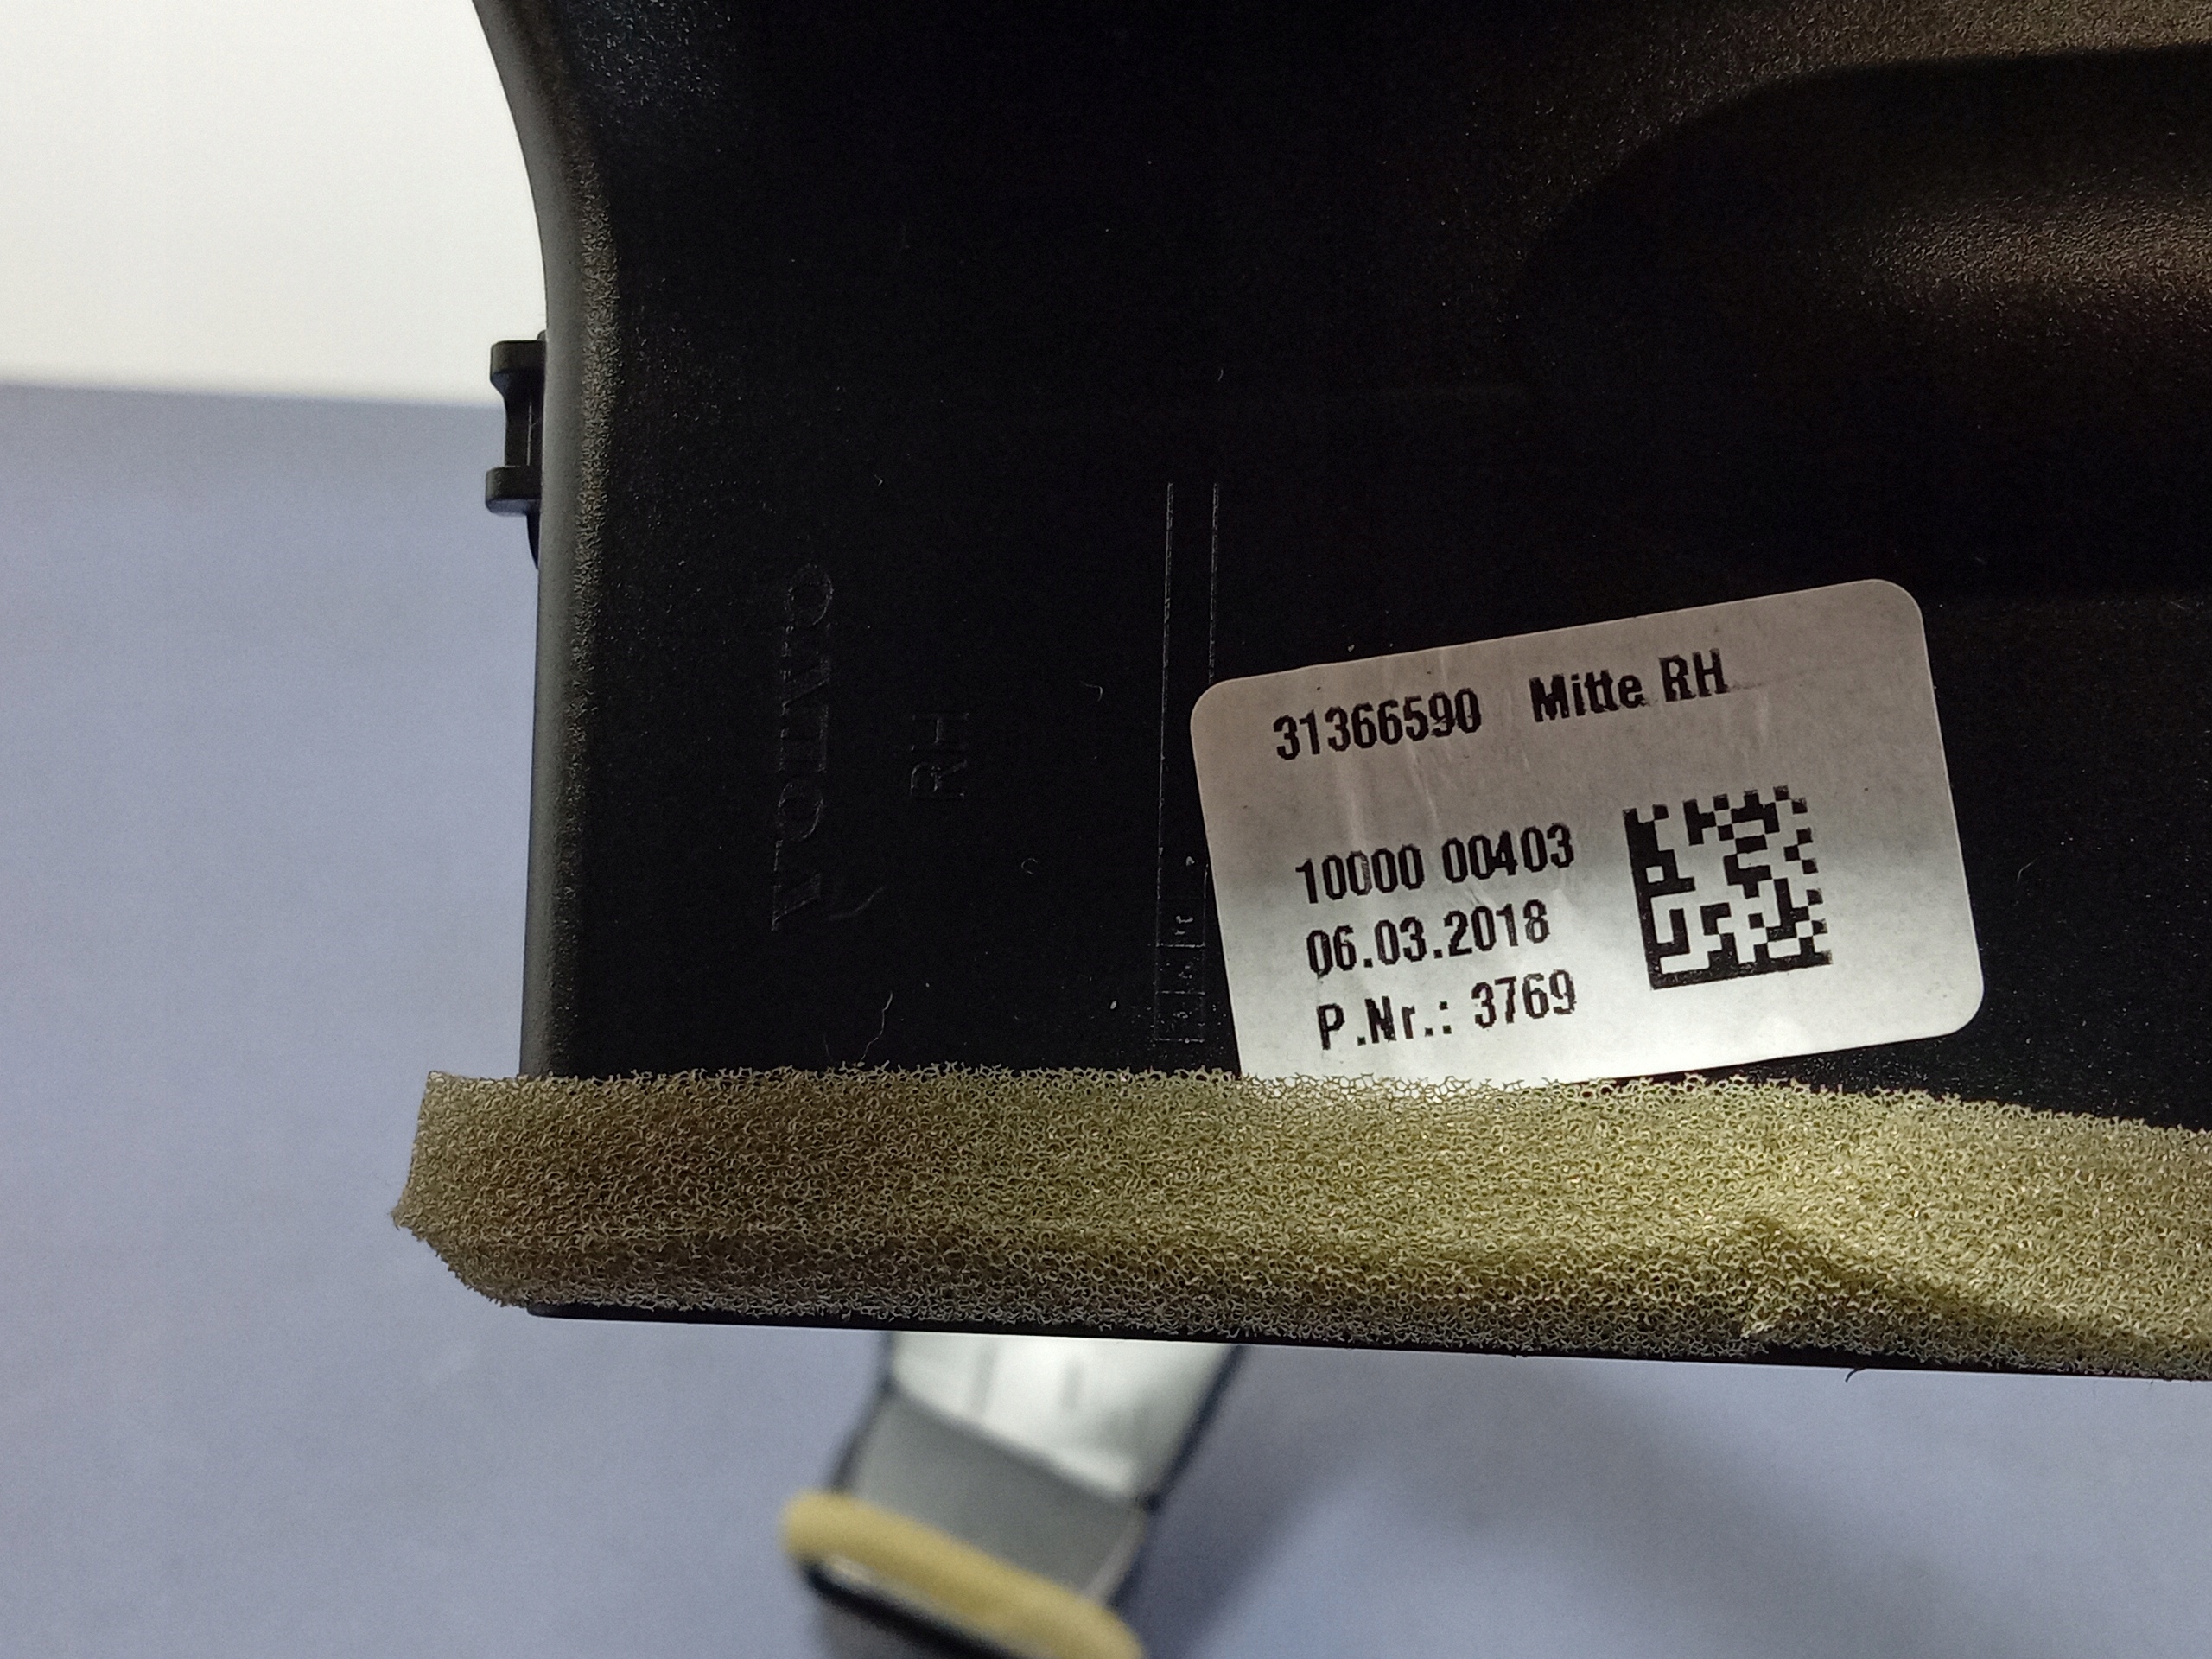 VOLVO
RH
31366590 Mitte RH
10000 00403
06.03.2018
P.Nr.: 3769